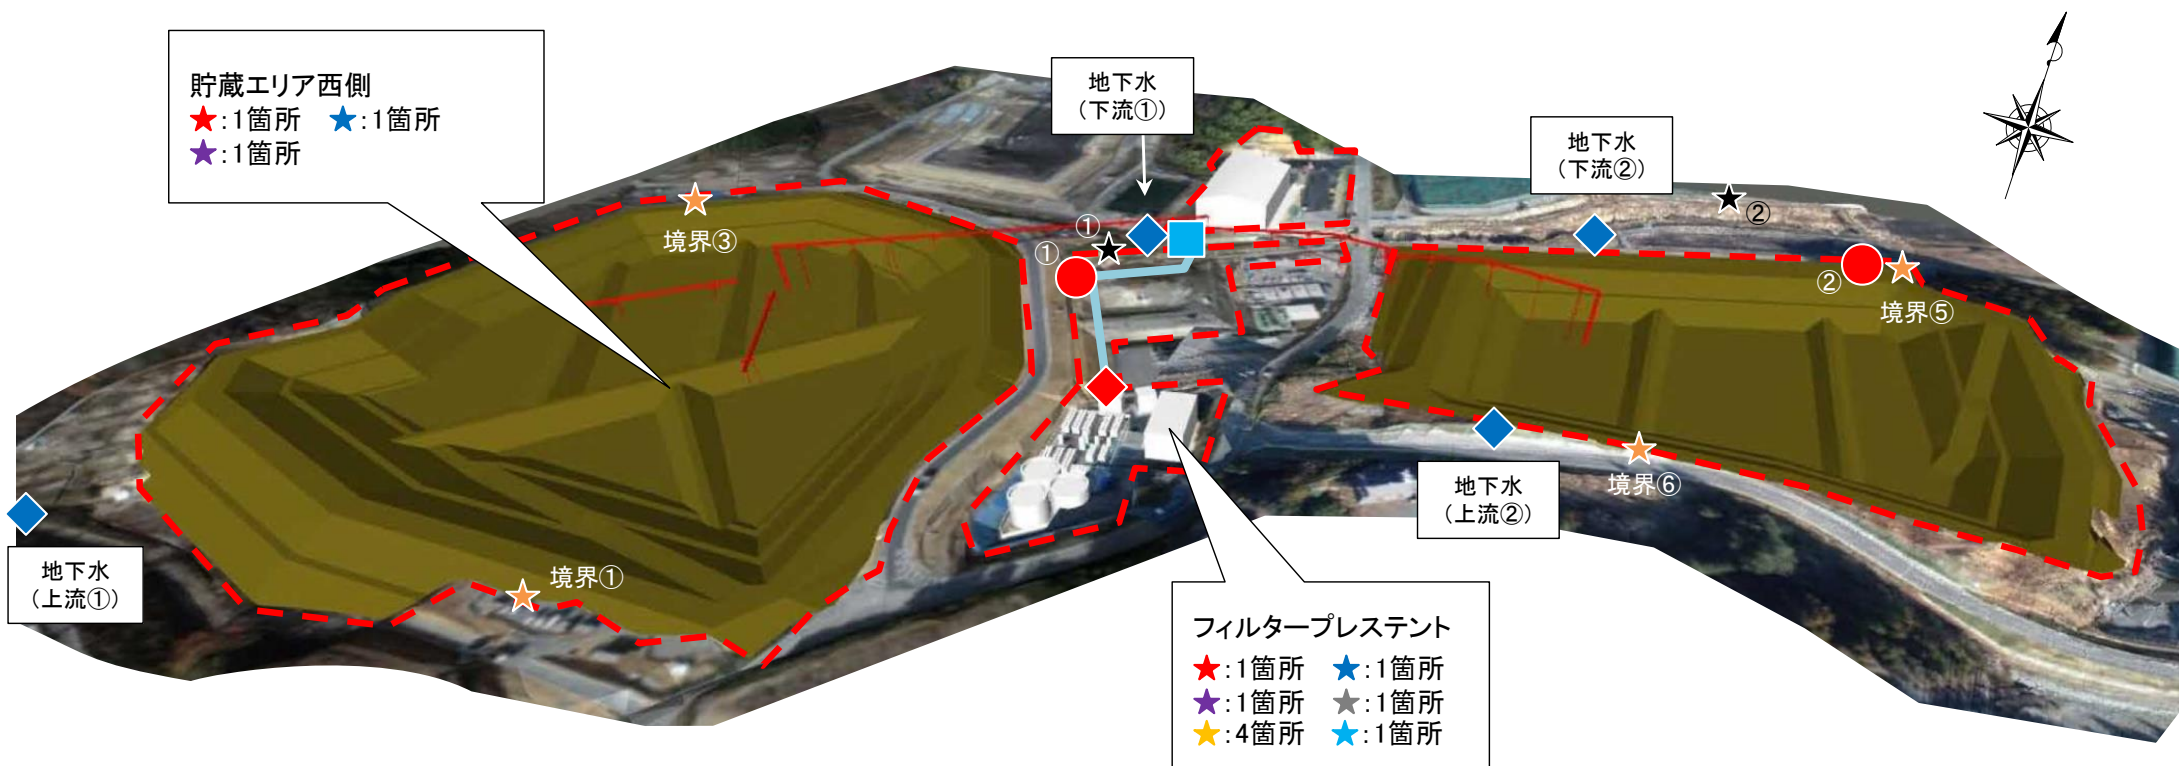 貯蔵エリア西側
★:1箇所 ★:1箇所
★:1箇所
地下水
(下流①)
地下水
(下流②)
②
境界③
①
①
②
境界⑤
地下水
(上流②)
境界⑥
地下水
(上流①)
境界①
フィルタープレステント
★:1箇所 ★:1箇所
★:1箇所 ★:1箇所
★:4箇所 ★:1箇所